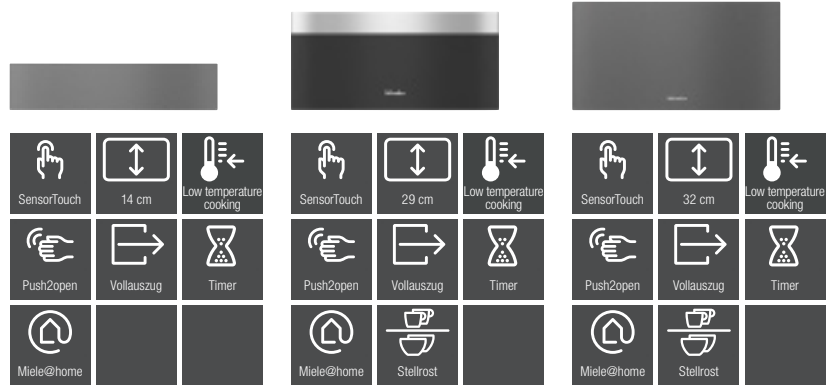 SensorTouch
14 cm
Low temperature
cooking
Push2open
Vollauszug
Timer
Miele@home
SensorTouch
29 cm
Low temperature
cooking
Push2open
Vollauszug
Timer
Miele@home
Stellrost
SensorTouch
32 cm
Low temperature
cooking
Push2open
Vollauszug
Timer
Miele@home
Stellrost